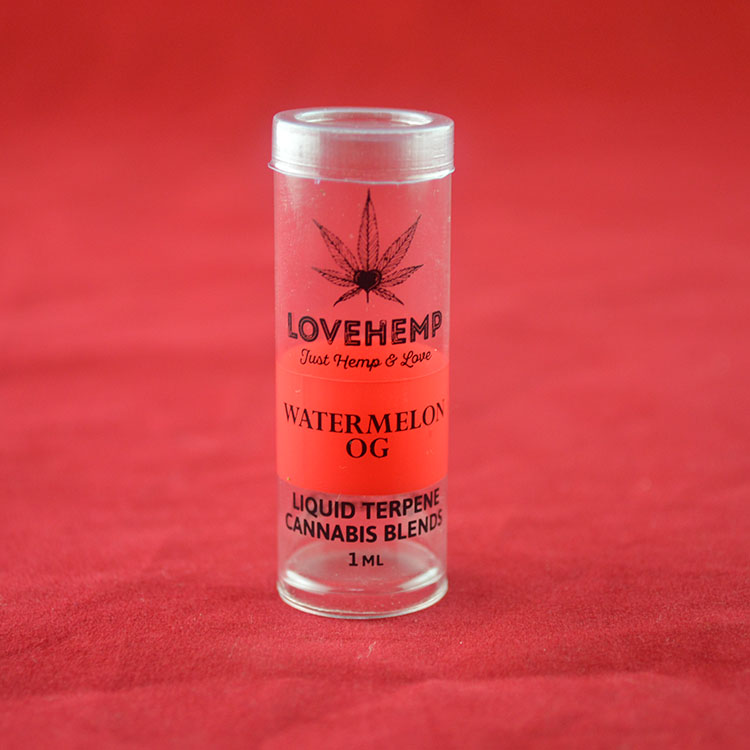 LOVEHEMP
Just Hemp & Love
WATERMELON
OG
LIQUID TERPENE
CANNABIS BLENDS
1 ML